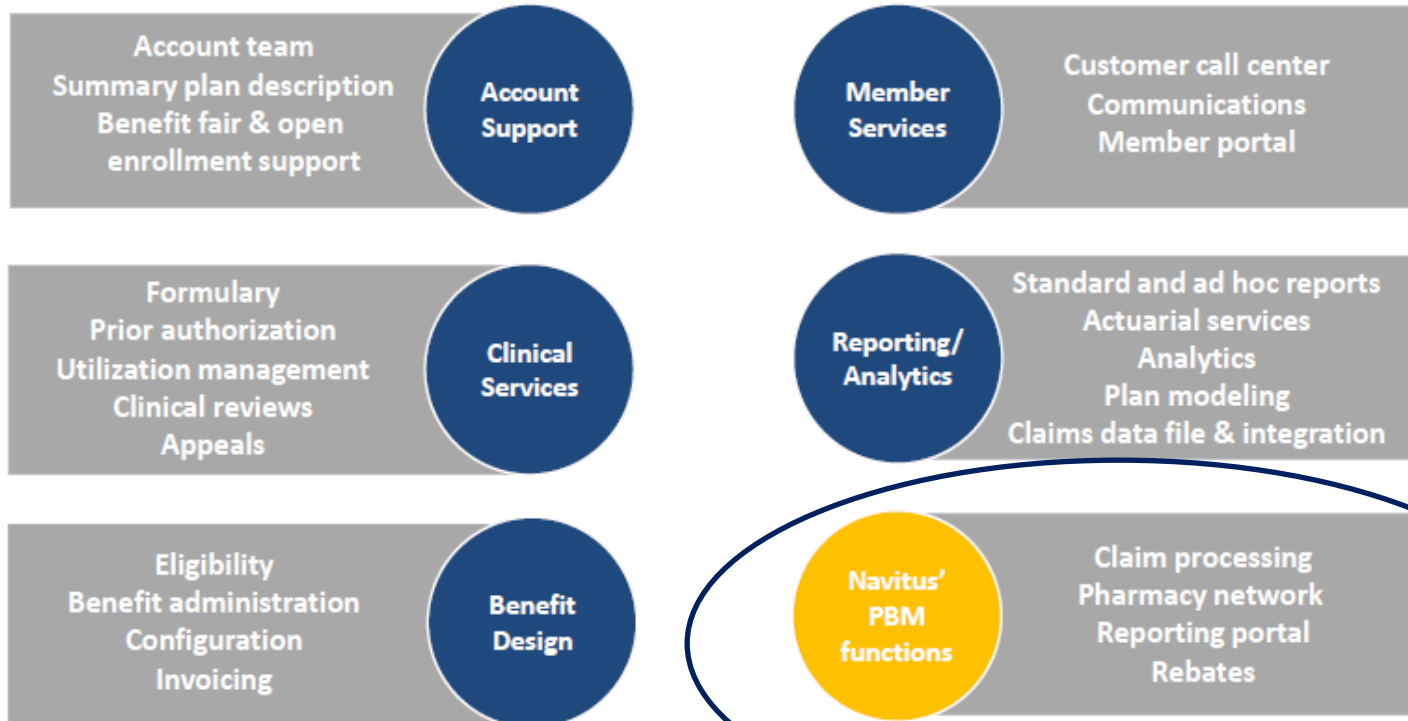 Account team
Summary plan description
Benefit fair & open
enrollment support
Account
Support
Member
Services
Customer call center
Communications
Member portal
Formulary
Prior authorization
Utilization management
Clinical reviews
Appeals
Clinical
Services
Reporting/
Analytics
Standard and ad hoc reports
Actuarial services
Analytics
Plan modeling
Claims data file & integration
Eligibility
Benefit administration
Configuration
Invoicing
Benefit
Design
Navitus’
PBM
functions
Claim processing
Pharmacy network
Reporting portal
Rebates